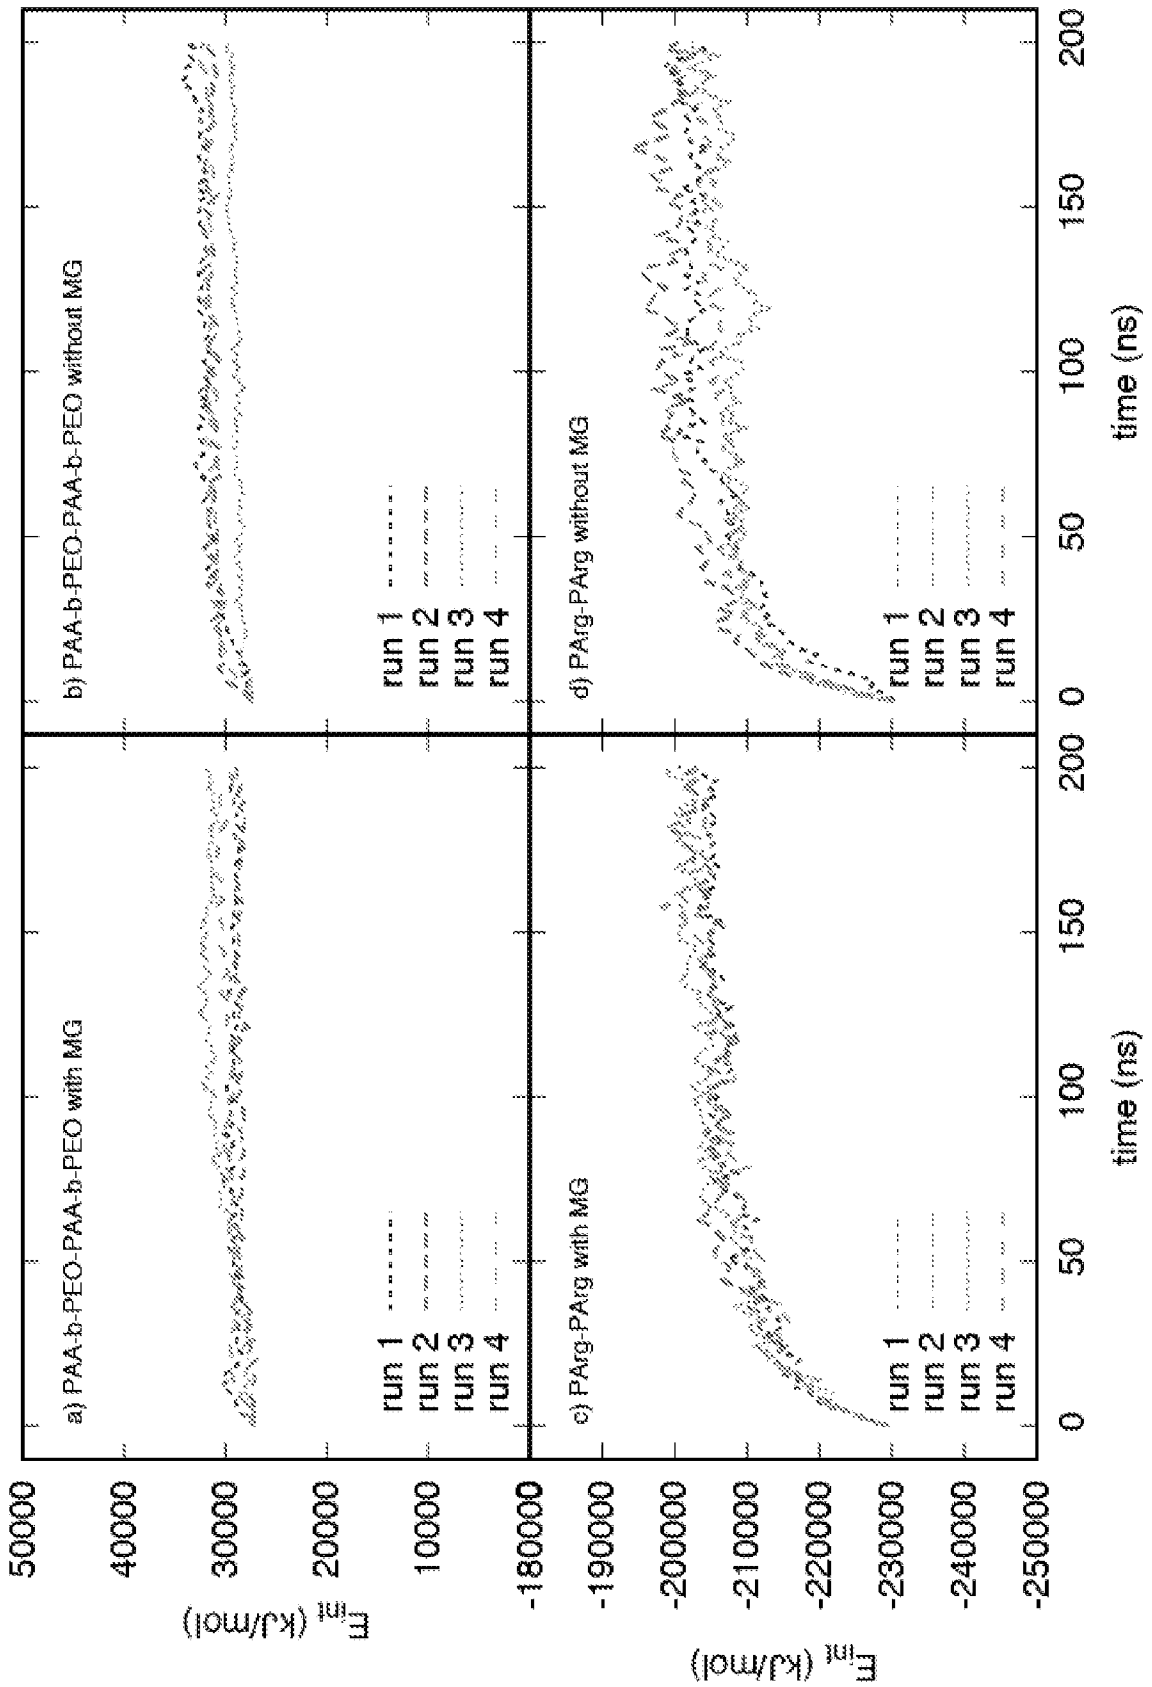 a) PAA-b-PEO-PAA-b-PEO with MG
b) PAA-b-PEO-PAA-b-PEO without MG
50000
40000
30000
20000
10000
E_int (kJ/mol)
run 1
run 2
run 3
run 4
run 1
run 2
run 3
run 4
c) PArg-PArg with MG
d) PArg-PArg without MG
-180000
-190000
-200000
-210000
-220000
-230000
-240000
-250000
E_int (kJ/mol)
run 1
run 2
run 3
run 4
run 1
run 2
run 3
run 4
0 50 100 150 200
0 50 100 150 200
time (ns)
time (ns)